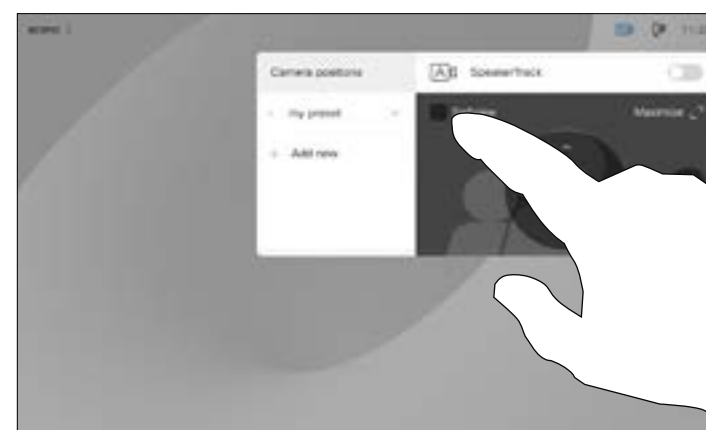 Camera positions
SpeakerTrack
my preset
Maximize
Add new